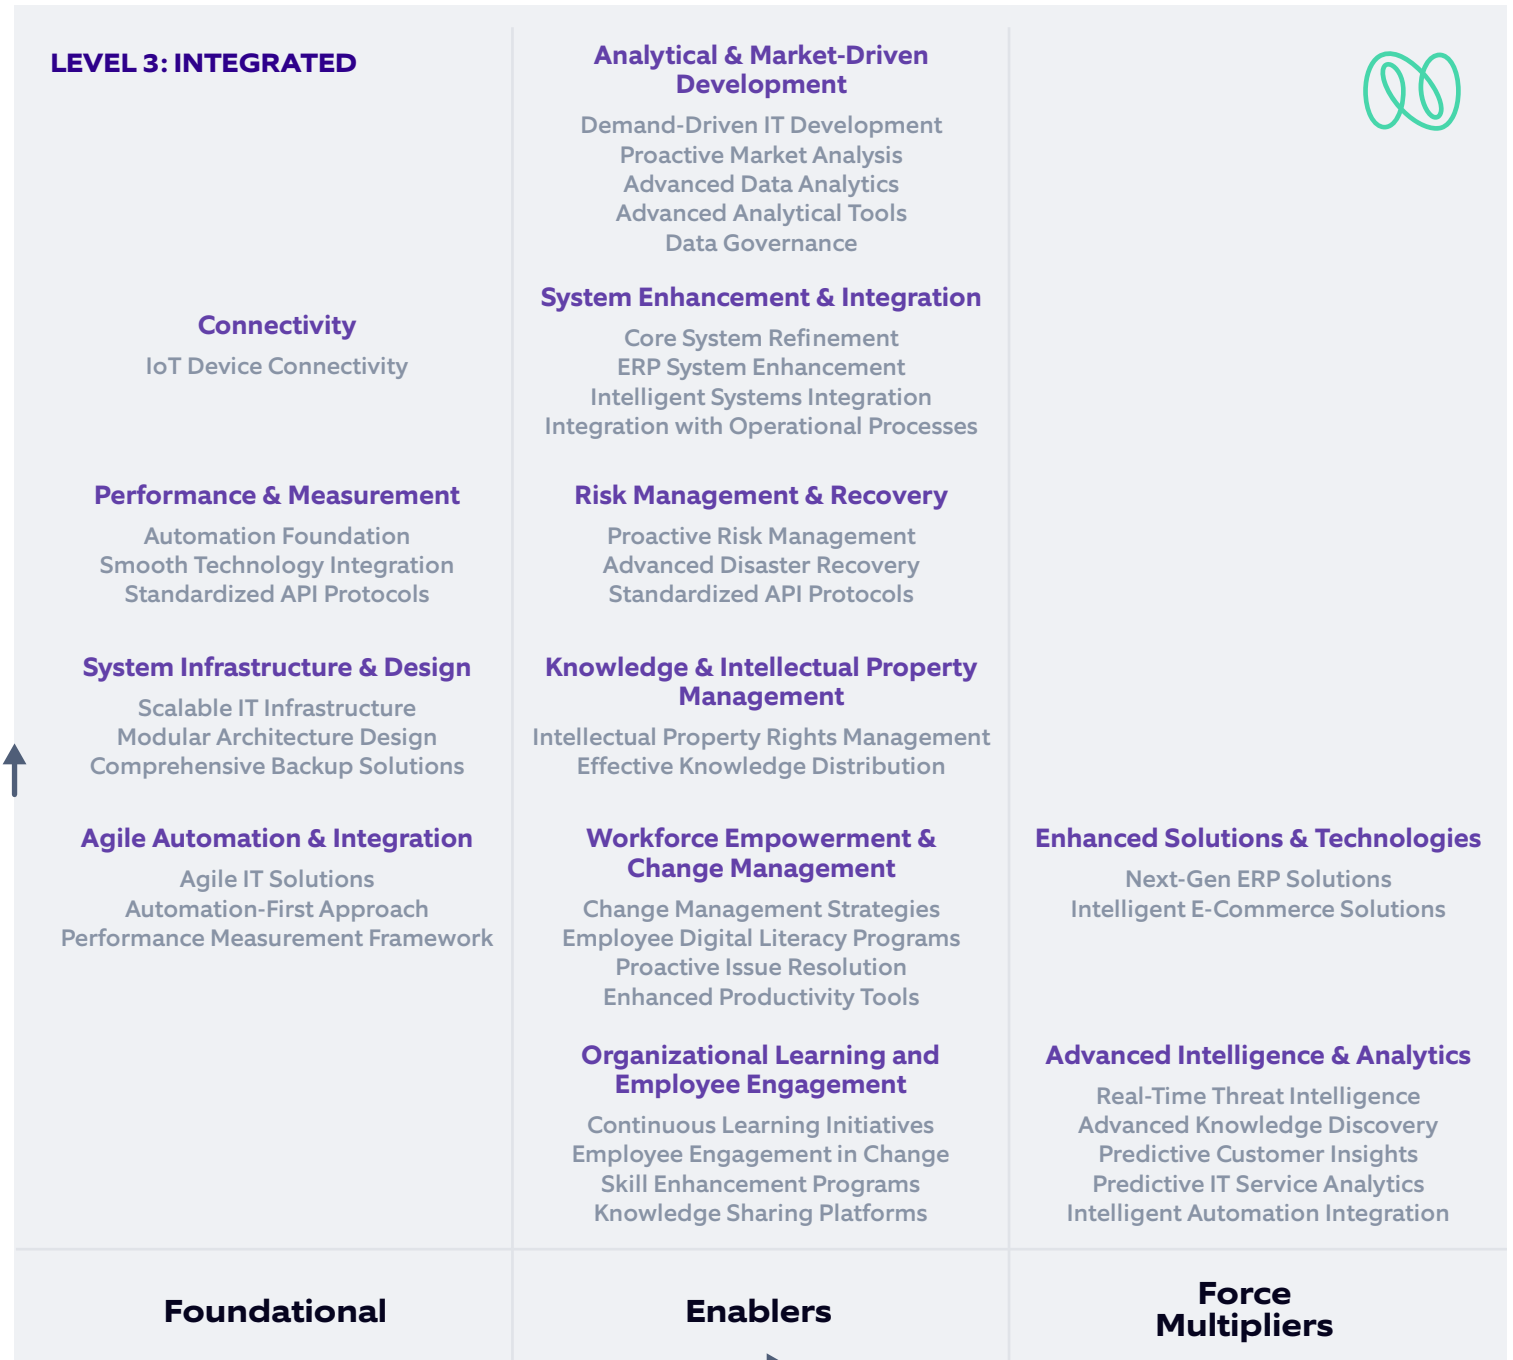 LEVEL 3: INTEGRATED
Connectivity
IoT Device Connectivity
Performance & Measurement
Automation Foundation
Smooth Technology Integration
Standardized API Protocols
System Infrastructure & Design
Scalable IT Infrastructure
Modular Architecture Design
Comprehensive Backup Solutions
Agile Automation & Integration
Agile IT Solutions
Automation-First Approach
Performance Measurement Framework
Foundational
Analytical & Market-Driven
Development
Demand-Driven IT Development
Proactive Market Analysis
Advanced Data Analytics
Advanced Analytical Tools
Data Governance
System Enhancement & Integration
Core System Refinement
ERP System Enhancement
Intelligent Systems Integration
Integration with Operational Processes
Risk Management & Recovery
Proactive Risk Management
Advanced Disaster Recovery
Standardized API Protocols
Knowledge & Intellectual Property
Management
Intellectual Property Rights Management
Effective Knowledge Distribution
Workforce Empowerment &
Change Management
Change Management Strategies
Employee Digital Literacy Programs
Proactive Issue Resolution
Enhanced Productivity Tools
Organizational Learning and
Employee Engagement
Continuous Learning Initiatives
Employee Engagement in Change
Skill Enhancement Programs
Knowledge Sharing Platforms
Enablers
Enhanced Solutions & Technologies
Next-Gen ERP Solutions
Intelligent E-Commerce Solutions
Advanced Intelligence & Analytics
Real-Time Threat Intelligence
Advanced Knowledge Discovery
Predictive Customer Insights
Predictive IT Service Analytics
Intelligent Automation Integration
Force
Multipliers